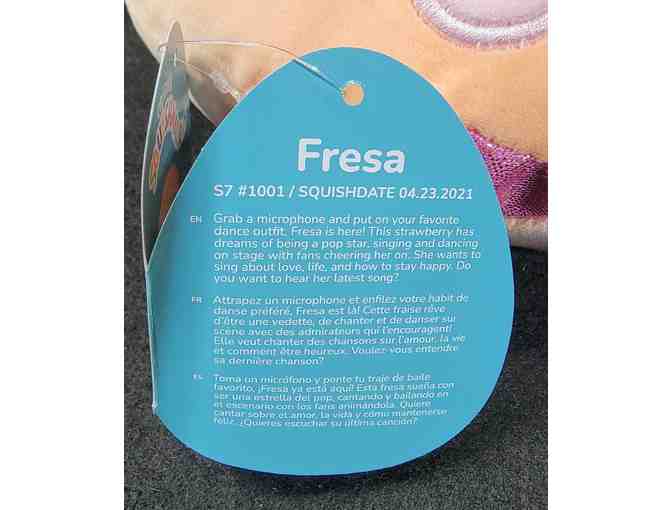 Fresa
S7 #1001 / SQUISHDATE 04.23.2021
EN Grab a microphone and put on your favorite
dance outfit, Fresa is here! This strawberry has
dreams of being a pop star, singing and dancing
on stage with fans cheering her on. She wants to
sing about love, life, and how to stay happy. Do
you want to hear her latest song?
FR Attrapez un microphone et enfilez votre habit de
danse préféré, Fresa est là! Cette fraise rêve
d'être une vedette, de chanter et de danser sur
scène avec des admirateurs qui l'encouragent!
Elle veut chanter des chansons sur l'amour, la vie
et comment être heureux. Voulez-vous entendre
sa dernière chanson?
ES Toma un micrófono y ponte tu traje de baile
favorito, ¡Fresa ya está aquí! Esta fresa sueña con
ser una estrella del pop, cantando y bailando en
el escenario con los fans animándola. Quiere
cantar sobre el amor, la vida y cómo mantenerse
feliz. ¿Quieres escuchar su última canción?